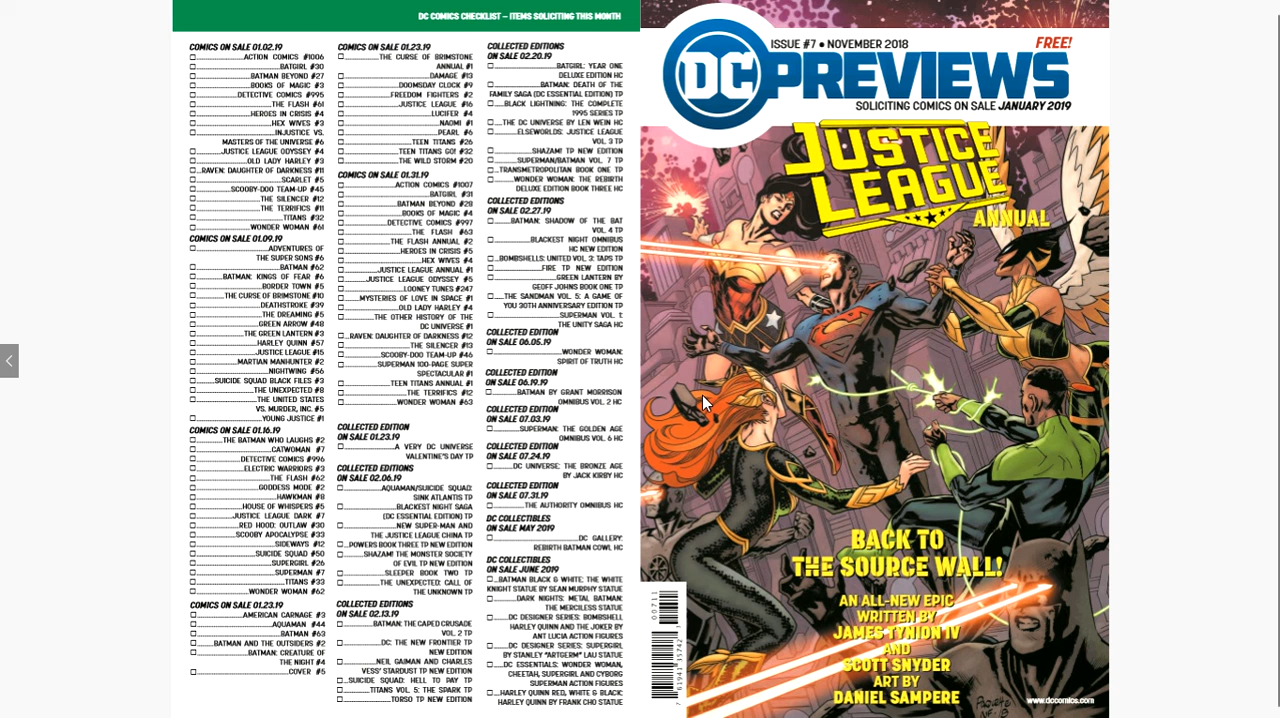 DC COMICS CHECKLIST – ITEMS SOLICITING THIS MONTH
COMICS ON SALE 01.02.19
ACTION COMICS #1006
BATGIRL #30
BATMAN BEYOND #27
BOOKS OF MAGIC #3
DETECTIVE COMICS #995
THE FLASH #61
HEROES IN CRISIS #4
HEX WIVES #3
INJUSTICE VS.
MASTERS OF THE UNIVERSE #6
JUSTICE LEAGUE ODYSSEY #4
OLD LADY HARLEY #3
RAVEN: DAUGHTER OF DARKNESS #11
SCARLET #5
SCOOBY-DOO TEAM-UP #45
THE SILENCER #12
THE TERRIFICS #11
TITANS #32
WONDER WOMAN #61
COMICS ON SALE 01.09.19
ADVENTURES OF
THE SUPER SONS #6
BATMAN #62
BATMAN: KINGS OF FEAR #6
BORDER TOWN #5
THE CURSE OF BRIMSTONE #10
DEATHSTROKE #39
THE DREAMING #5
GREEN ARROW #48
THE GREEN LANTERN #3
HARLEY QUINN #57
JUSTICE LEAGUE #15
MARTIAN MANHUNTER #2
NIGHTWING #56
SUICIDE SQUAD BLACK FILES #3
THE UNEXPECTED #8
THE UNITED STATES
VS. MURDER, INC. #5
YOUNG JUSTICE #1
COMICS ON SALE 01.16.19
THE BATMAN WHO LAUGHS #2
CATWOMAN #7
DETECTIVE COMICS #996
ELECTRIC WARRIORS #3
THE FLASH #62
GODDESS MODE #2
HAWKMAN #8
HOUSE OF WHISPERS #5
JUSTICE LEAGUE DARK #7
RED HOOD: OUTLAW #30
SCOOBY APOCALYPSE #33
SIDEWAYS #12
SUICIDE SQUAD #50
SUPERGIRL #26
SUPERMAN #7
TITANS #33
WONDER WOMAN #62
COMICS ON SALE 01.23.19
AMERICAN CARNAGE #3
AQUAMAN #44
BATMAN #63
BATMAN AND THE OUTSIDERS #2
BATMAN: CREATURE OF
THE NIGHT #4
COVER #5
COMICS ON SALE 01.23.19
THE CURSE OF BRIMSTONE
ANNUAL #1
DAMAGE #13
DOOMSDAY CLOCK #9
FREEDOM FIGHTERS #2
JUSTICE LEAGUE #16
LUCIFER #4
NAOMI #1
PEARL #6
TEEN TITANS #26
TEEN TITANS GO! #32
THE WILD STORM #20
COMICS ON SALE 01.31.19
ACTION COMICS #1007
BATGIRL #31
BATMAN BEYOND #28
BOOKS OF MAGIC #4
DETECTIVE COMICS #997
THE FLASH #63
THE FLASH ANNUAL #2
HEROES IN CRISIS #5
HEX WIVES #4
JUSTICE LEAGUE ANNUAL #1
JUSTICE LEAGUE ODYSSEY #5
LOONEY TUNES #247
MYSTERIES OF LOVE IN SPACE #1
OLD LADY HARLEY #4
THE OTHER HISTORY OF THE
DC UNIVERSE #1
RAVEN: DAUGHTER OF DARKNESS #12
THE SILENCER #13
SCOOBY-DOO TEAM-UP #46
SUPERMAN 100-PAGE SUPER
SPECTACULAR #1
TEEN TITANS ANNUAL #1
THE TERRIFICS #12
WONDER WOMAN #63
COLLECTED EDITION
ON SALE 01.23.19
A VERY DC UNIVERSE
VALENTINE'S DAY TP
COLLECTED EDITIONS
ON SALE 02.06.19
AQUAMAN/SUICIDE SQUAD:
SINK ATLANTIS TP
BLACKEST NIGHT SAGA
(DC ESSENTIAL EDITION) TP
NEW SUPER-MAN AND
THE JUSTICE LEAGUE CHINA TP
POWERS BOOK THREE TP NEW EDITION
SHAZAM! THE MONSTER SOCIETY
OF EVIL TP NEW EDITION
SLEEPER BOOK TWO TP
THE UNEXPECTED: CALL OF
THE UNKNOWN TP
COLLECTED EDITIONS
ON SALE 02.13.19
BATMAN: THE CAPED CRUSADE
VOL. 2 TP
DC: THE NEW FRONTIER TP
NEW EDITION
NEIL GAIMAN AND CHARLES
VESS' STARDUST TP NEW EDITION
SUICIDE SQUAD: HELL TO PAY TP
TITANS VOL. 5: THE SPARK TP
TORSO TP NEW EDITION
COLLECTED EDITIONS
ON SALE 02.20.19
BATGIRL: YEAR ONE
DELUXE EDITION HC
BATMAN: DEATH OF THE
FAMILY SAGA (DC ESSENTIAL EDITION) TP
BLACK LIGHTNING: THE COMPLETE
1995 SERIES TP
THE DC UNIVERSE BY LEN WEIN HC
ELSEWORLDS: JUSTICE LEAGUE
VOL. 3 TP
SHAZAM! TP NEW EDITION
SUPERMAN/BATMAN VOL. 7 TP
TRANSMETROPOLITAN BOOK ONE TP
WONDER WOMAN: THE REBIRTH
DELUXE EDITION BOOK THREE HC
COLLECTED EDITIONS
ON SALE 02.27.19
BATMAN: SHADOW OF THE BAT
VOL. 4 TP
BLACKEST NIGHT OMNIBUS
HC NEW EDITION
BOMBSHELLS: UNITED VOL. 3: TAPS TP
FIRE TP NEW EDITION
GREEN LANTERN BY
GEOFF JOHNS BOOK ONE TP
THE SANDMAN VOL. 5: A GAME OF
YOU 30TH ANNIVERSARY EDITION TP
SUPERMAN VOL. 1:
THE UNITY SAGA HC
COLLECTED EDITION
ON SALE 06.05.19
WONDER WOMAN:
SPIRIT OF TRUTH HC
COLLECTED EDITION
ON SALE 06.19.19
BATMAN BY GRANT MORRISON
OMNIBUS VOL. 2 HC
COLLECTED EDITION
ON SALE 07.03.19
SUPERMAN: THE GOLDEN AGE
OMNIBUS VOL 6 HC
COLLECTED EDITION
ON SALE 07.24.19
DC UNIVERSE: THE BRONZE AGE
BY JACK KIRBY HC
COLLECTED EDITION
ON SALE 07.31.19
THE AUTHORITY OMNIBUS HC
DC COLLECTIBLES
ON SALE MAY 2019
DC GALLERY:
REBIRTH BATMAN COWL HC
DC COLLECTIBLES
ON SALE JUNE 2019
BATMAN BLACK & WHITE: THE WHITE
KNIGHT STATUE BY SEAN MURPHY STATUE
DARK NIGHTS: METAL BATMAN:
THE MERCILESS STATUE
DC DESIGNER SERIES: BOMBSHELL
HARLEY QUINN AND THE JOKER BY
ANT LUCIA ACTION FIGURES
DC DESIGNER SERIES: SUPERGIRL
BY STANLEY "ARTGERM" LAU STATUE
DC ESSENTIALS: WONDER WOMAN,
CHEETAH, SUPERGIRL AND CYBORG
SUPERMAN ACTION FIGURES
HARLEY QUINN RED, WHITE & BLACK:
HARLEY QUINN BY FRANK CHO STATUE
ISSUE #7 • NOVEMBER 2018
FREE!
DC PREVIEWS
SOLICITING COMICS ON SALE JANUARY 2019
JUSTICE
LEAGUE
ANNUAL
BACK TO
THE SOURCE WALL!
AN ALL-NEW EPIC
WRITTEN BY
JAMES TYNION IV
AND
SCOTT SNYDER
ART BY
DANIEL SAMPERE
www.dccomics.com
00711